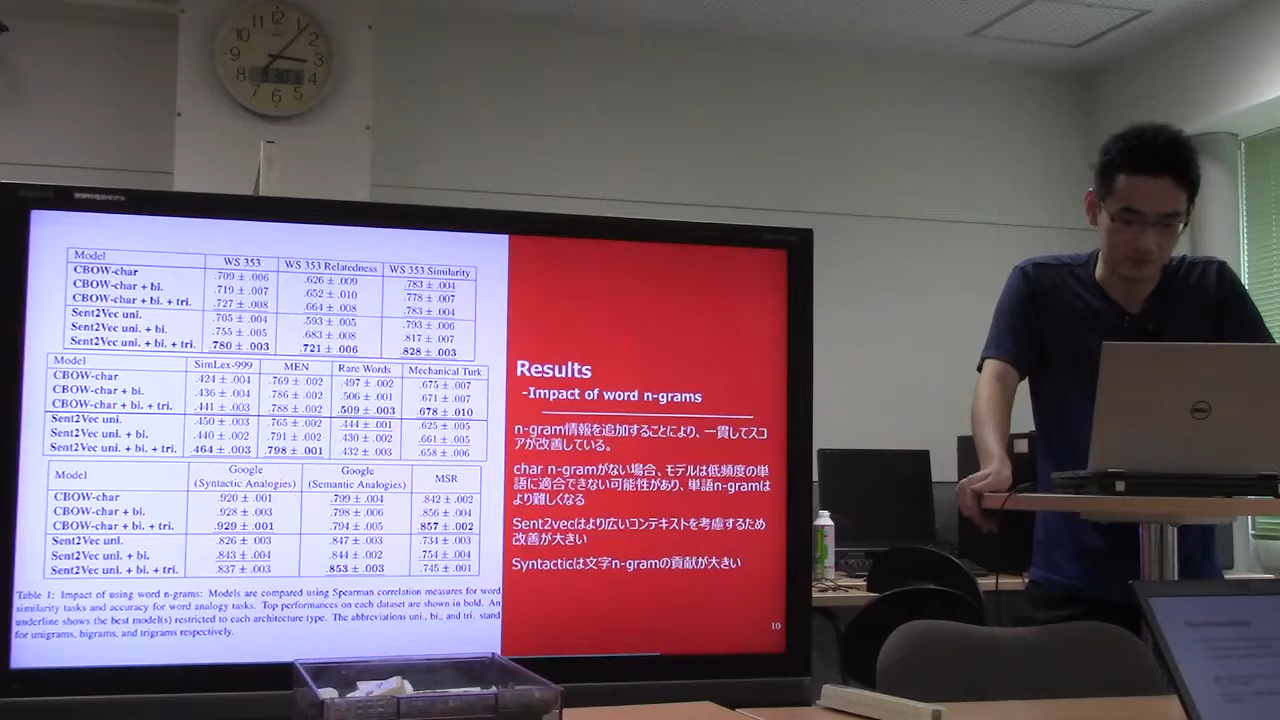 12
1
2
3
4
5
6
7
8
9
10
11
Model WS 353 WS 353 Relatedness WS 353 Similarity
CBOW-char .709 ± .006 .626 ± .009 .783 ± .004
CBOW-char + bi. .719 ± .007 .652 ± .010 .778 ± .007
CBOW-char + bi. + tri. .727 ± .008 .664 ± .008 .783 ± .004
Sent2Vec uni. .705 ± .004 .593 ± .005 .793 ± .006
Sent2Vec uni. + bi. .755 ± .005 .683 ± .008 .817 ± .007
Sent2Vec uni. + bi. + tri. .780 ± .003 .721 ± .006 .828 ± .003
Model SimLex-999 MEN Rare Words Mechanical Turk
CBOW-char .424 ± .004 .769 ± .002 .497 ± .002 .675 ± .007
CBOW-char + bi. .436 ± .004 .786 ± .002 .506 ± .001 .671 ± .007
CBOW-char + bi. + tri. .441 ± .003 .788 ± .002 .509 ± .003 .678 ± .010
Sent2Vec uni. .450 ± .003 .765 ± .002 .444 ± .001 .625 ± .005
Sent2Vec uni. + bi. .440 ± .002 .791 ± .002 .430 ± .002 .661 ± .005
Sent2Vec uni. + bi. + tri. .464 ± .003 .798 ± .001 .432 ± .003 .658 ± .006
Model Google (Syntactic Analogies) Google (Semantic Analogies) MSR
CBOW-char .920 ± .001 .799 ± .004 .842 ± .002
CBOW-char + bi. .928 ± .003 .798 ± .006 .856 ± .004
CBOW-char + bi. + tri. .929 ± .001 .794 ± .005 .857 ± .002
Sent2Vec uni. .826 ± .003 .847 ± .003 .734 ± .003
Sent2Vec uni. + bi. .843 ± .004 .844 ± .002 .754 ± .004
Sent2Vec uni. + bi. + tri. .837 ± .003 .853 ± .003 .745 ± .001
Table 1: Impact of using word n-grams: Models are compared using Spearman correlation measures for word
similarity tasks and accuracy for word analogy tasks. Top performances on each dataset are shown in bold. An
underline shows the best model(s) restricted to each architecture type. The abbreviations uni., bi., and tri. stand
for unigrams, bigrams, and trigrams respectively.
Results
-Impact of word n-grams
n-gram情報を追加することにより、一貫してスコ
アが改善している。
char n-gramがない場合、モデルは低頻度の単
語に適合できない可能性があり、単語n-gramは
より難しくなる
Sent2vecはより広いコンテキストを考慮するため
改善が大きい
Syntacticは文字n-gramの貢献が大きい
10
DELL